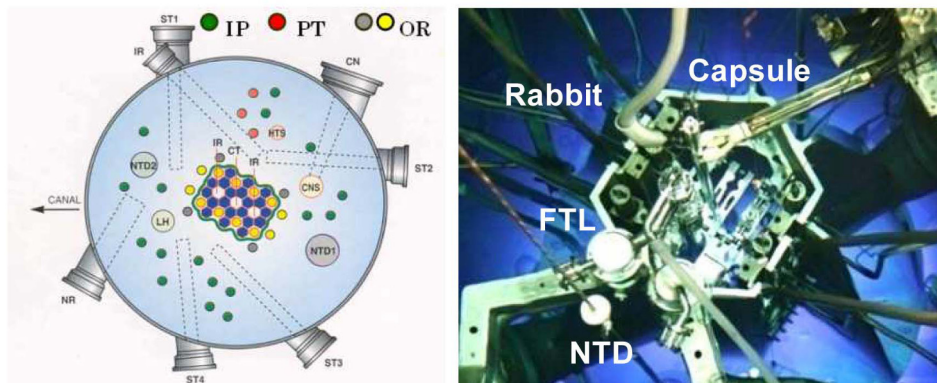 ST1
IP
PT
OR
IR
CN
HTS
IR
CT
IR
ST2
NTD2
CNS
CANAL
LH
NTD1
NR
ST4
ST3
Capsule
Rabbit
FTL
NTD